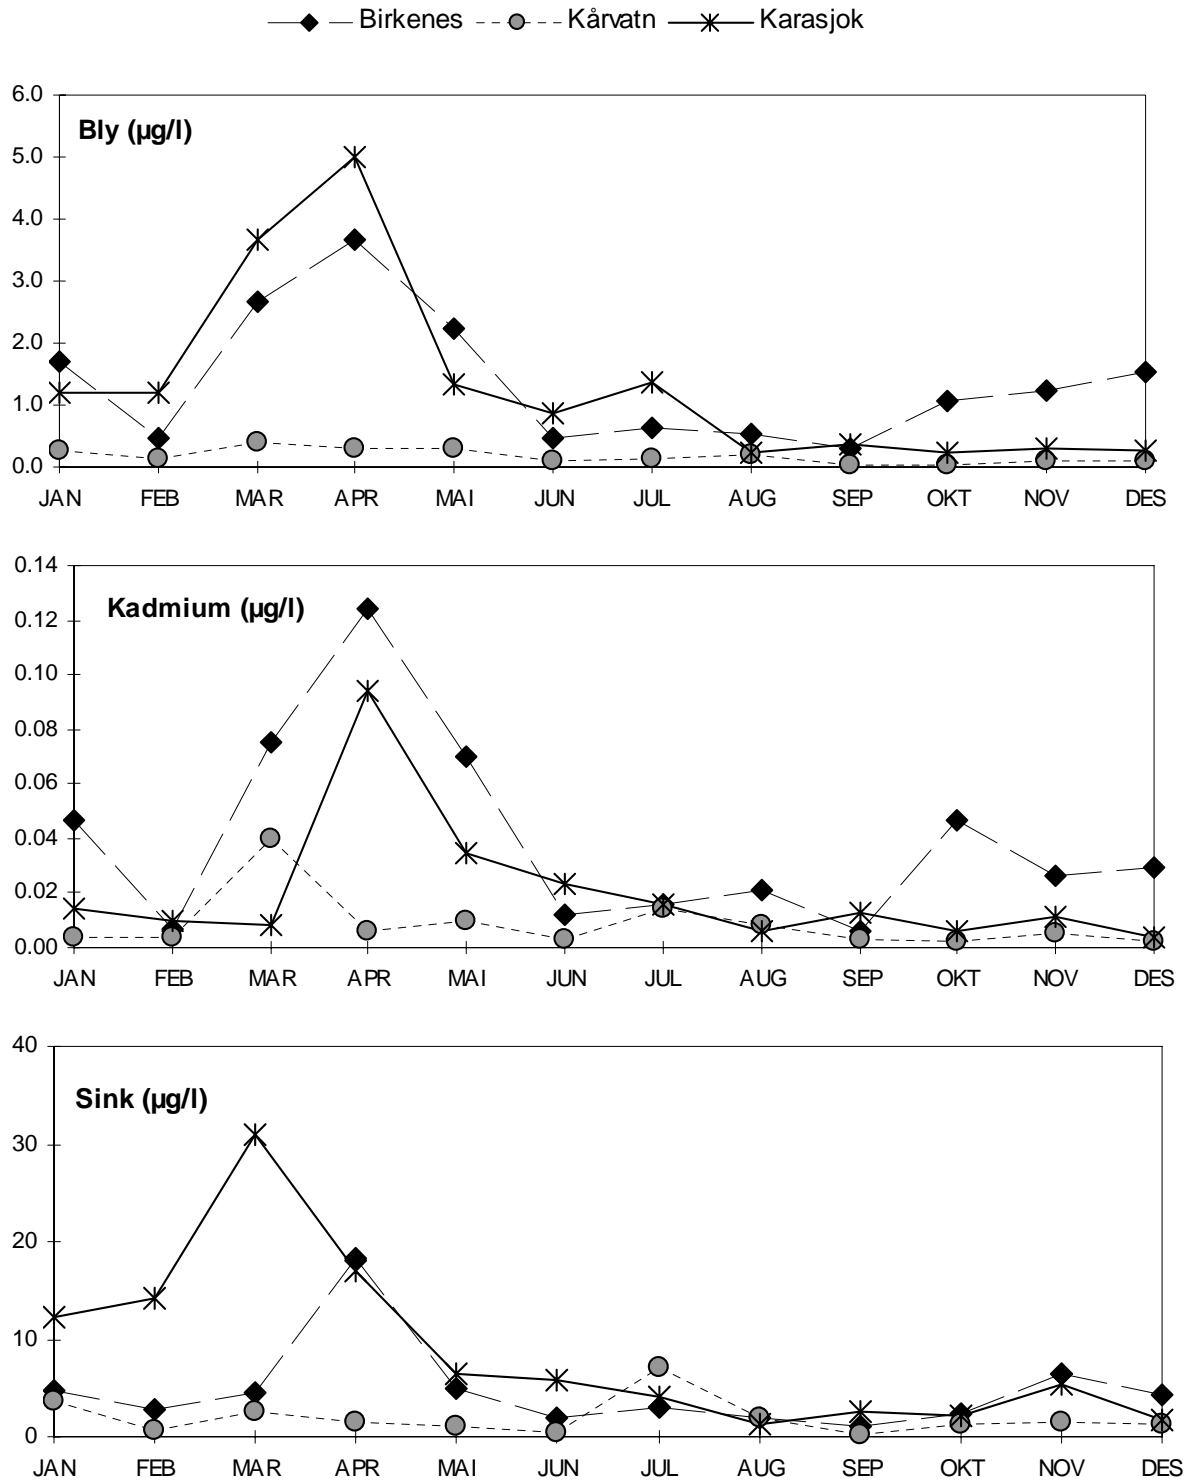 Birkenes Kårvatn Karasjok
6.0
Bly (µg/l)
5.0
4.0
3.0
2.0
1.0
0.0
JAN FEB MAR APR MAI JUN JUL AUG SEP OKT NOV DES
0.14
Kadmium (µg/l)
0.12
0.10
0.08
0.06
0.04
0.02
0.00
JAN FEB MAR APR MAI JUN JUL AUG SEP OKT NOV DES
40
Sink (µg/l)
30
20
10
0
JAN FEB MAR APR MAI JUN JUL AUG SEP OKT NOV DES